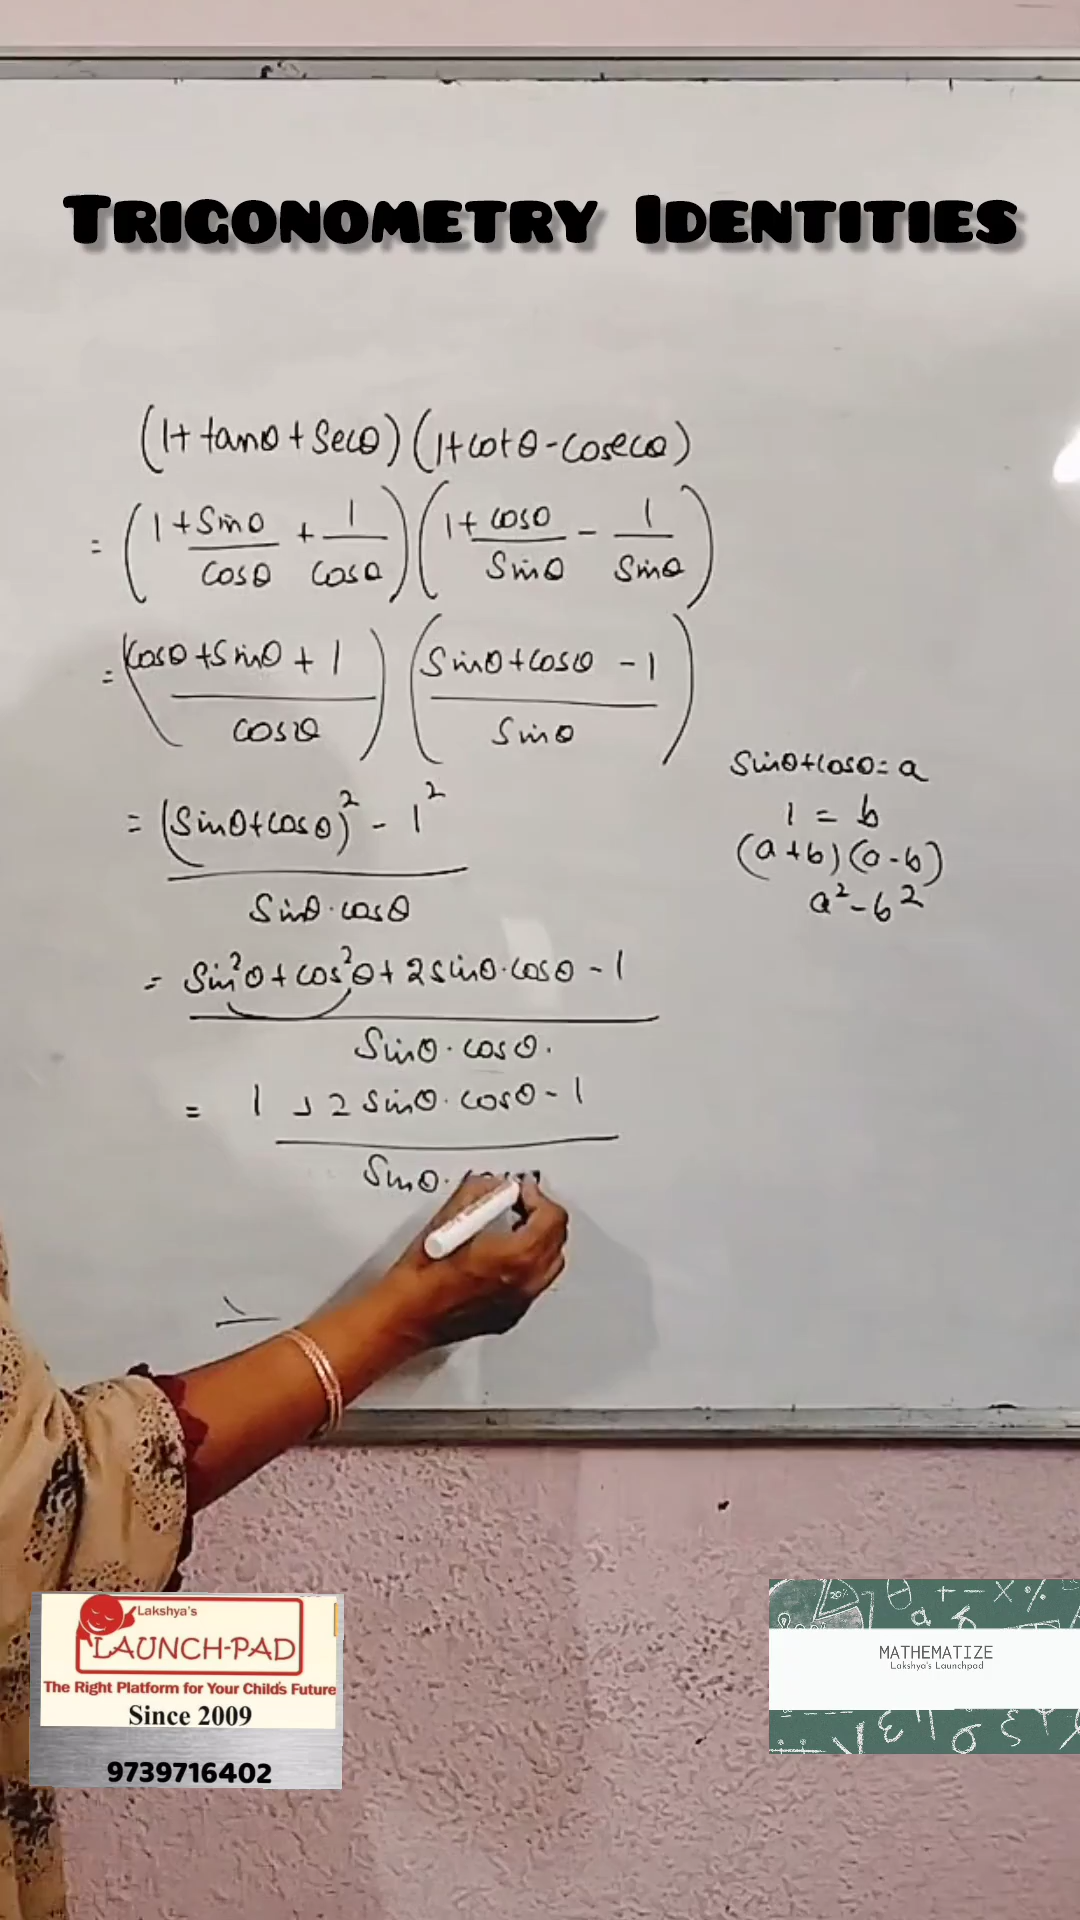 TRIGONOMETRY IDENTITIES
(1+tanθ+Secθ)(1+cotθ-cosecθ)
= (1+Sinθ/cosθ + 1/cosθ)(1+cosθ/Sinθ - 1/Sinθ)
= (cosθ+Sinθ+1/cosθ)(Sinθ+cosθ-1/Sinθ)
Sinθ+cosθ=a
1=b
(a+b)(a-b)
a²-b²
= (Sinθ+cosθ)²-1²/Sinθ·cosθ
= Sin²θ+cos²θ+2sinθ·cosθ-1/Sinθ·cosθ.
= 1 + 2sinθ·cosθ-1/Sinθ·
Lakshya's
LAUNCH-PAD
The Right Platform for Your Child's Future
Since 2009
9739716402
MATHEMATIZE
Lakshya's Launchpad